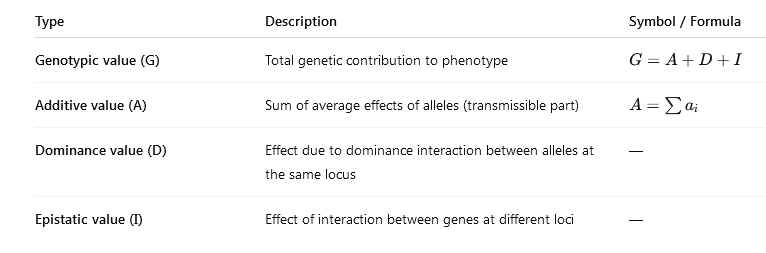 Type Description Symbol / Formula
Genotypic value (G) Total genetic contribution to phenotype G = A + D + I
Additive value (A) Sum of average effects of alleles (transmissible part) A = ∑ aᵢ
Dominance value (D) Effect due to dominance interaction between alleles at —
the same locus
Epistatic value (I) Effect of interaction between genes at different loci —